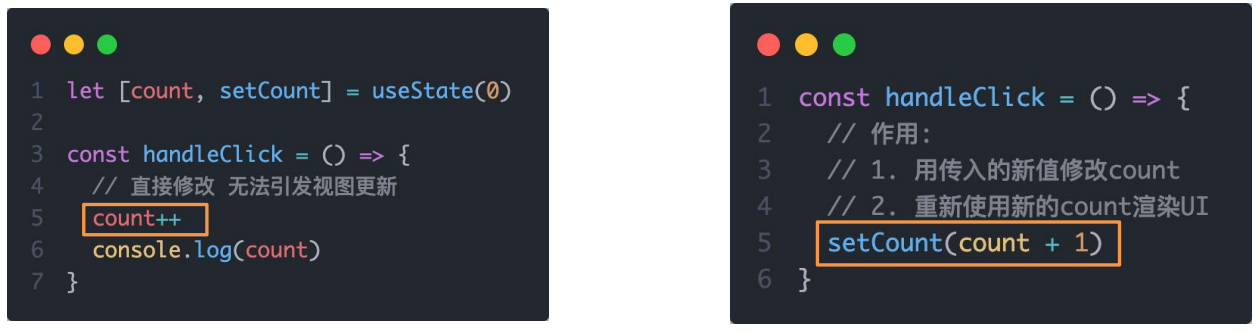 1 let [count, setCount] = useState(0)
2
3 const handleClick = () => {
4   // 直接修改 无法引发视图更新
5   count++
6   console.log(count)
7 }
1 const handleClick = () => {
2   // 作用:
3   // 1. 用传入的新值修改count
4   // 2. 重新使用新的count渲染UI
5   setCount(count + 1)
6 }